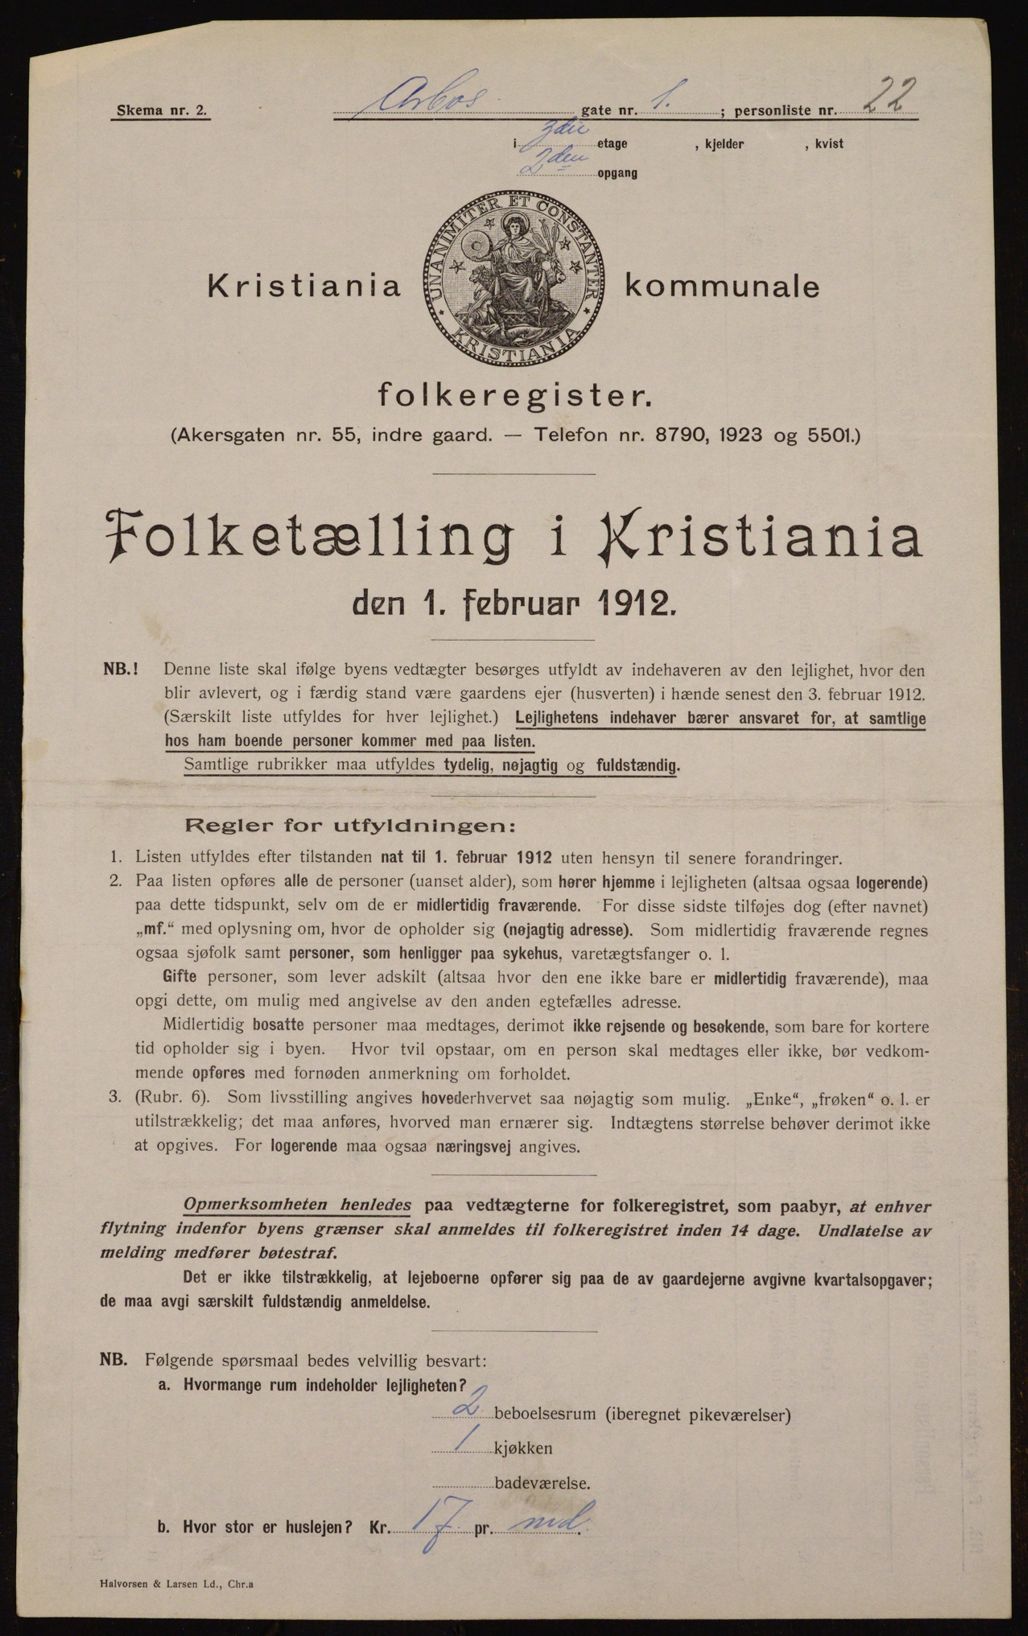 Skema nr. 2.
Arbos gate nr. 1. ; personliste nr. 22
i 3die etage , kjelder , kvist
2den opgang
UNANIMITER ET CONSTANTER
KRISTIANIA
Kristiania kommunale
folkeregister.
(Akersgaten nr. 55, indre gaard. — Telefon nr. 8790, 1923 og 5501.)
Folketælling i Kristiania
den 1. februar 1912.
NB.! Denne liste skal ifølge byens vedtægter besørges utfyldt av indehaveren av den lejlighet, hvor den
blir avlevert, og i færdig stand være gaardens ejer (husverten) i hænde senest den 3. februar 1912.
(Særskilt liste utfyldes for hver lejlighet.) Lejlighetens indehaver bærer ansvaret for, at samtlige
hos ham boende personer kommer med paa listen.
Samtlige rubrikker maa utfyldes tydelig, nøjagtig og fuldstændig.
Regler for utfyldningen:
1. Listen utfyldes efter tilstanden nat til 1. februar 1912 uten hensyn til senere forandringer.
2. Paa listen opføres alle de personer (uanset alder), som hører hjemme i lejligheten (altsaa ogsaa logerende)
paa dette tidspunkt, selv om de er midlertidig fraværende. For disse sidste tilføjes dog (efter navnet)
„mf.“ med oplysning om, hvor de opholder sig (nøjagtig adresse). Som midlertidig fraværende regnes
ogsaa sjøfolk samt personer, som henligger paa sykehus, varetægtsfanger o. l.
Gifte personer, som lever adskilt (altsaa hvor den ene ikke bare er midlertidig fraværende), maa
opgi dette, om mulig med angivelse av den anden egtefælles adresse.
Midlertidig bosatte personer maa medtages, derimot ikke rejsende og besøkende, som bare for kortere
tid opholder sig i byen. Hvor tvil opstaar, om en person skal medtages eller ikke, bør vedkom-
mende opføres med fornøden anmerkning om forholdet.
3. (Rubr. 6). Som livsstilling angives hovederhvervet saa nøjagtig som mulig. „Enke“, „frøken“ o. l. er
utilstrækkelig; det maa anføres, hvorved man ernærer sig. Indtægtens størrelse behøver derimot ikke
at opgives. For logerende maa ogsaa næringsvej angives.
Opmerksomheten henledes paa vedtægterne for folkeregistret, som paabyr, at enhver
flytning indenfor byens grænser skal anmeldes til folkeregistret inden 14 dage. Undlatelse av
melding medfører bøtestraf.
Det er ikke tilstrækkelig, at lejeboerne opfører sig paa de av gaardejerne avgivne kvartalsopgaver;
de maa avgi særskilt fuldstændig anmeldelse.
NB. Følgende spørsmaal bedes velvillig besvart:
a. Hvormange rum indeholder lejligheten?
2 beboelsesrum (iberegnet pikeværelser)
1 kjøkken
badeværelse.
b. Hvor stor er huslejen? Kr. 17 pr. md.
Halvorsen & Larsen Ld., Chr.a